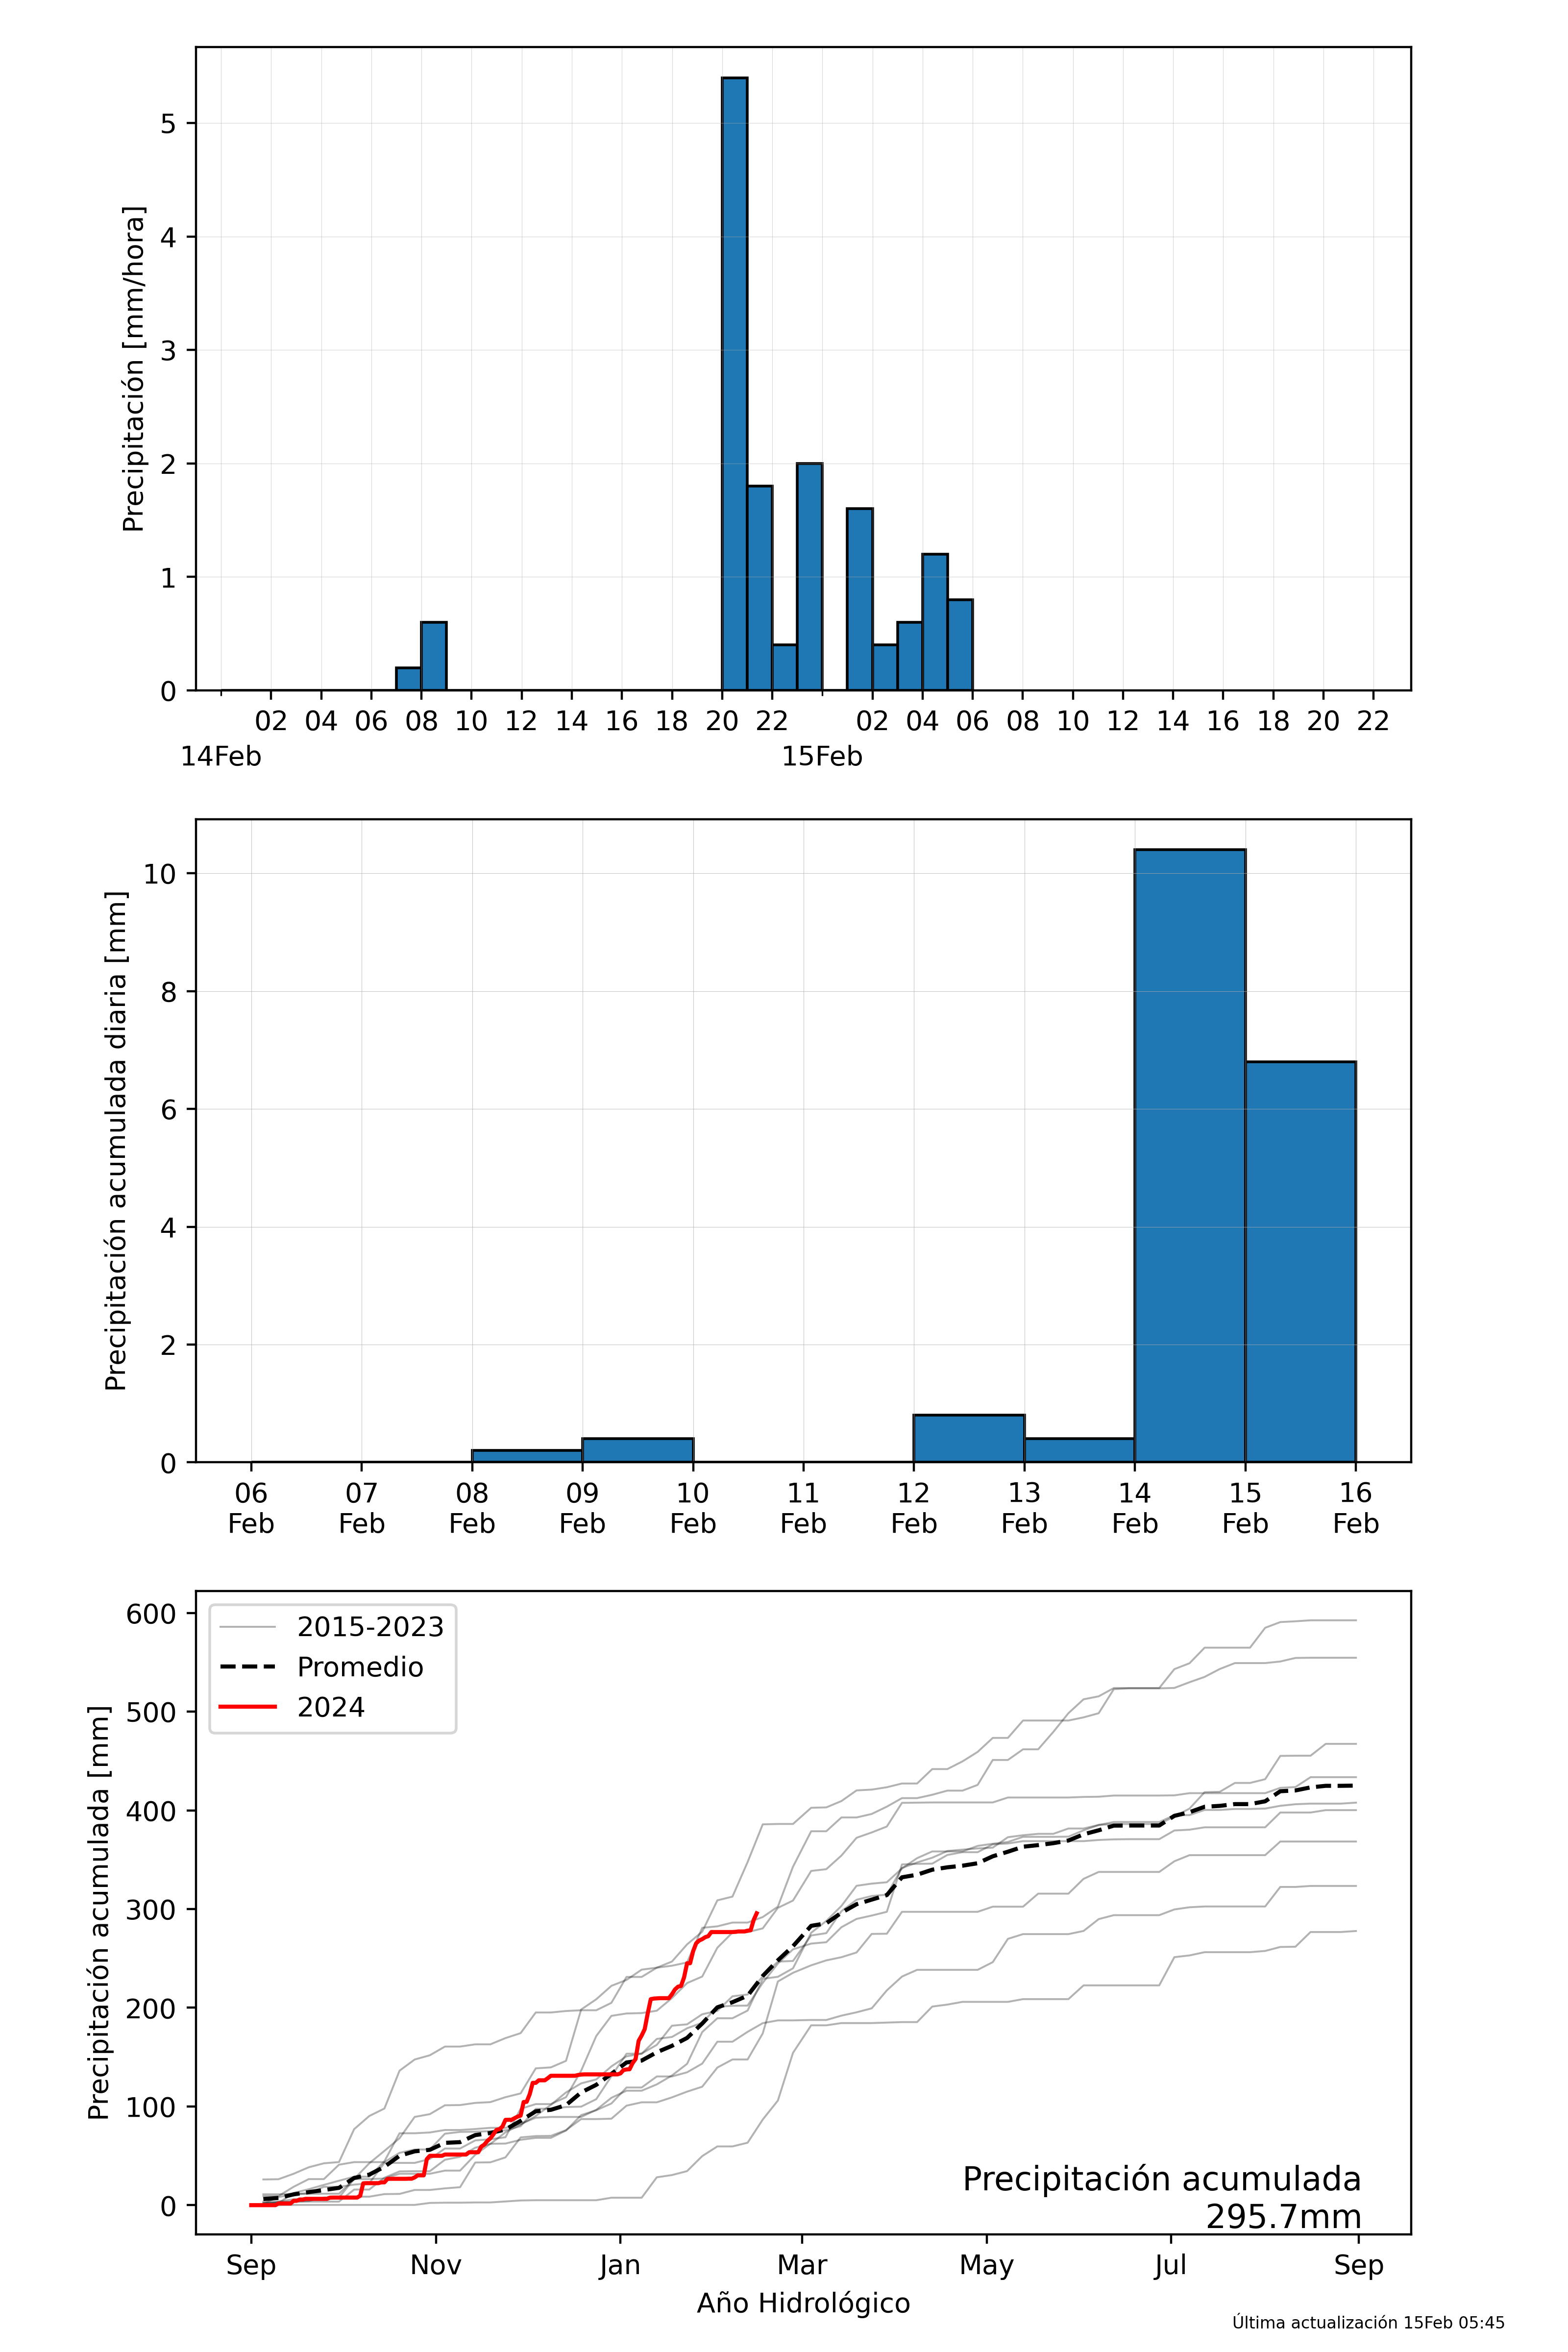 Precipitación [mm/hora]
5
4
3
2
1
0
02 04 06 08 10 12 14 16 18 20 22 02 04 06 08 10 12 14 16 18 20 22
14Feb 15Feb
Precipitación acumulada diaria [mm]
10
8
6
4
2
0
06 07 08 09 10 11 12 13 14 15 16
Feb Feb Feb Feb Feb Feb Feb Feb Feb Feb Feb
Precipitación acumulada [mm]
600
500
400
300
200
100
0
2015-2023
Promedio
2024
Precipitación acumulada
295.7mm
Sep Nov Jan Mar May Jul Sep
Año Hidrológico
Última actualización 15Feb 05:45